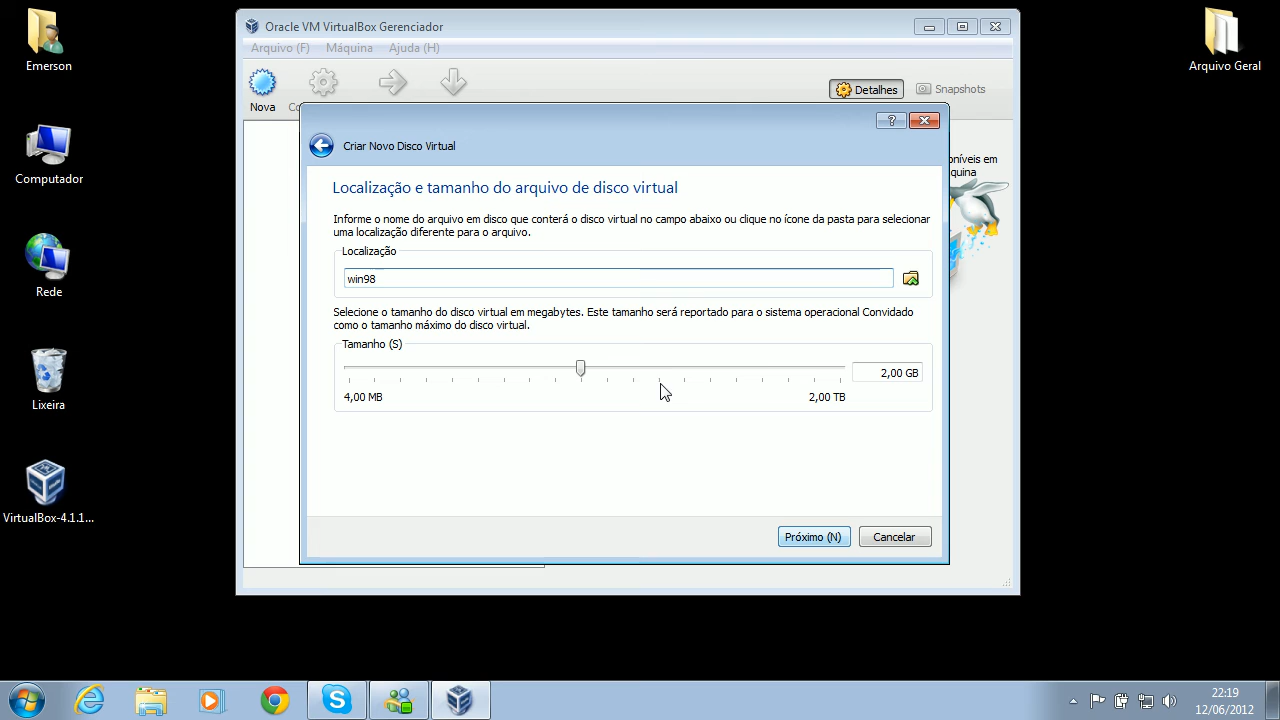 Emerson
Computador
Rede
Lixeira
VirtualBox-4.1.1...
Arquivo Geral
Oracle VM VirtualBox Gerenciador
Arquivo (F) Máquina Ajuda (H)
Nova
Detalhes
Snapshots
Criar Novo Disco Virtual
Localização e tamanho do arquivo de disco virtual
Informe o nome do arquivo em disco que conterá o disco virtual no campo abaixo ou clique no ícone da pasta para selecionar
uma localização diferente para o arquivo.
Localização
win98
Selecione o tamanho do disco virtual em megabytes. Este tamanho será reportado para o sistema operacional Convidado
como o tamanho máximo do disco virtual.
Tamanho (S)
2,00 GB
4,00 MB 2,00 TB
Próximo (N) Cancelar
22:19
12/06/2012